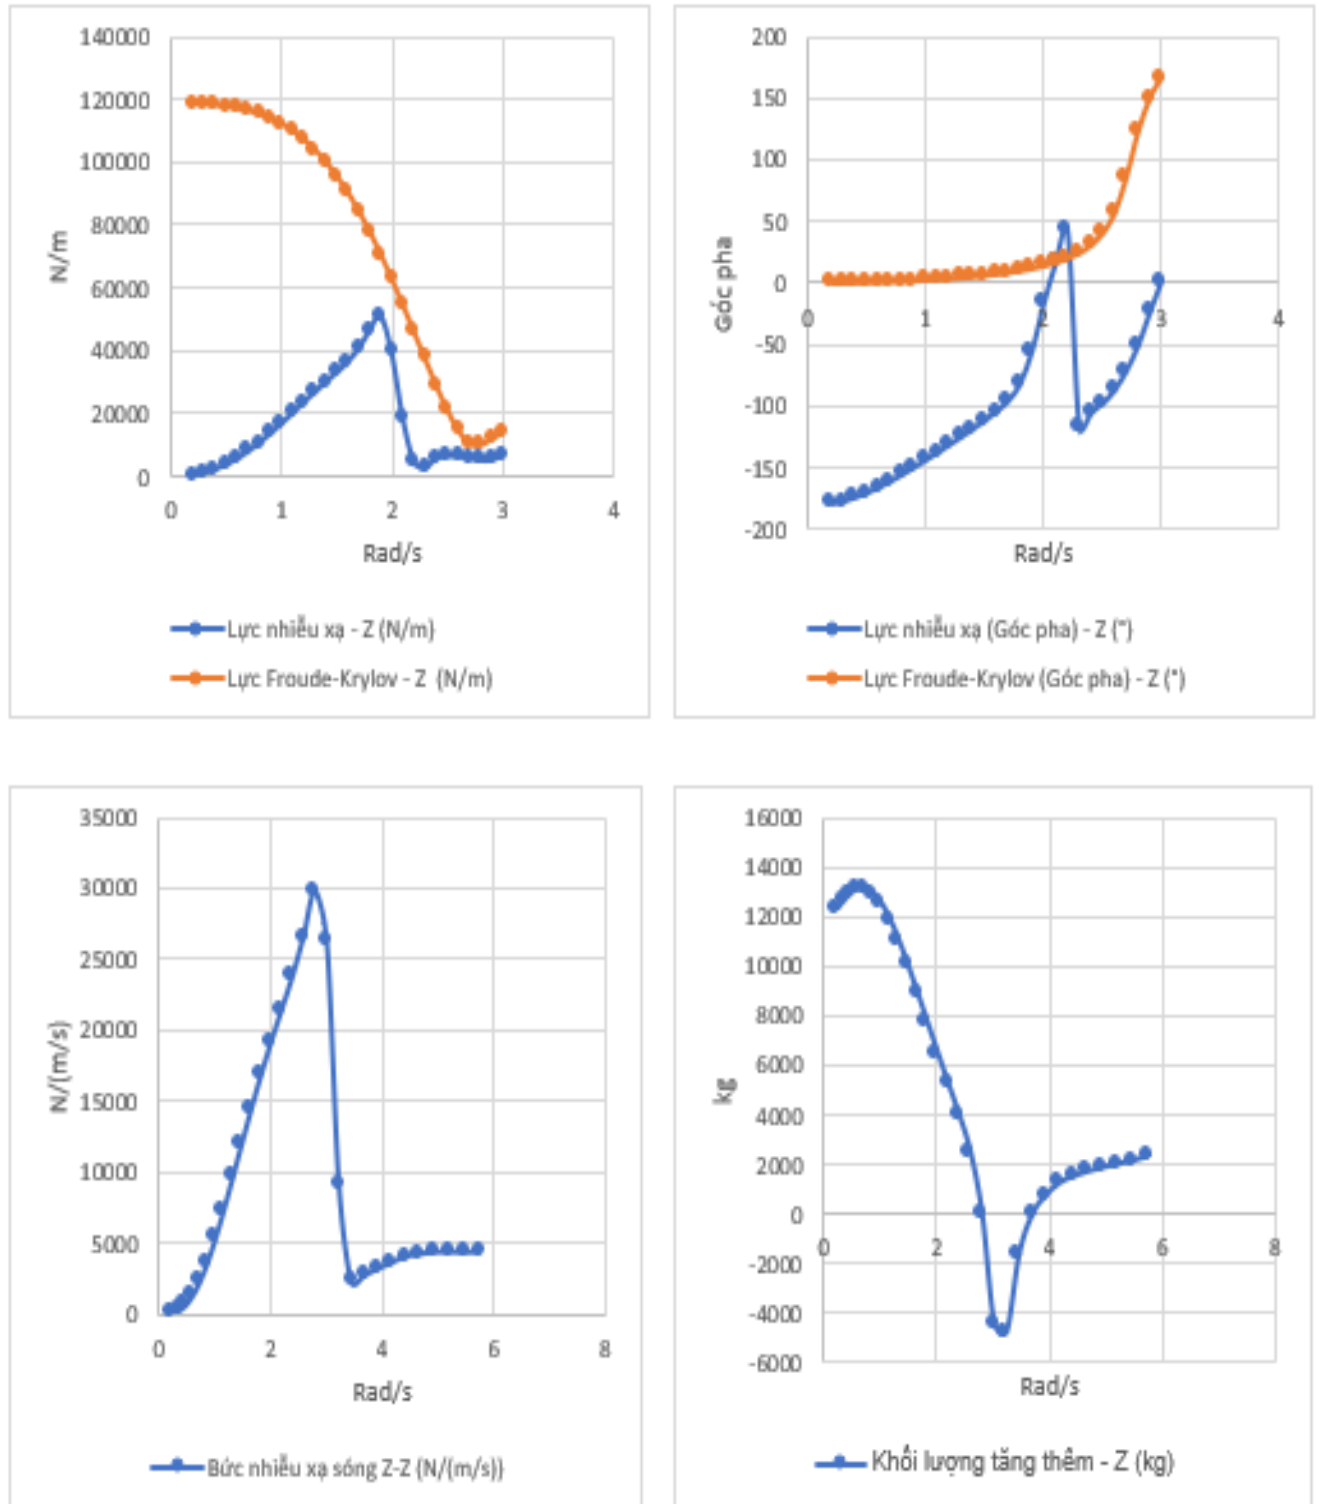 140000
120000
100000
80000
60000
40000
20000
0
N/m
0 1 2 3 4
Rad/s
Lực nhiễu xạ - Z (N/m)
Lực Froude-Krylov - Z (N/m)
200
150
100
50
0
-50
-100
-150
-200
Góc pha
0 1 2 3 4
Rad/s
Lực nhiễu xạ (Góc pha) - Z (°)
Lực Froude-Krylov (Góc pha) - Z (°)
35000
30000
25000
20000
15000
10000
5000
0
N/(m/s)
0 2 4 6 8
Rad/s
Bức nhiễu xạ sóng Z-Z (N/(m/s))
16000
14000
12000
10000
8000
6000
4000
2000
0
-2000
-4000
-6000
kg
0 2 4 6 8
Rad/s
Khối lượng tăng thêm - Z (kg)